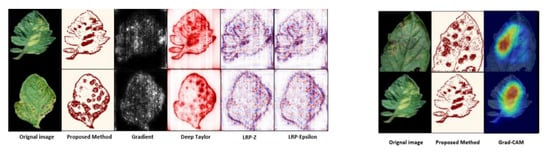 Orignal image Proposed Method Gradient Deep Taylor LRP-Z LRP-Epsilon
Orignal image Proposed Method Grad-CAM